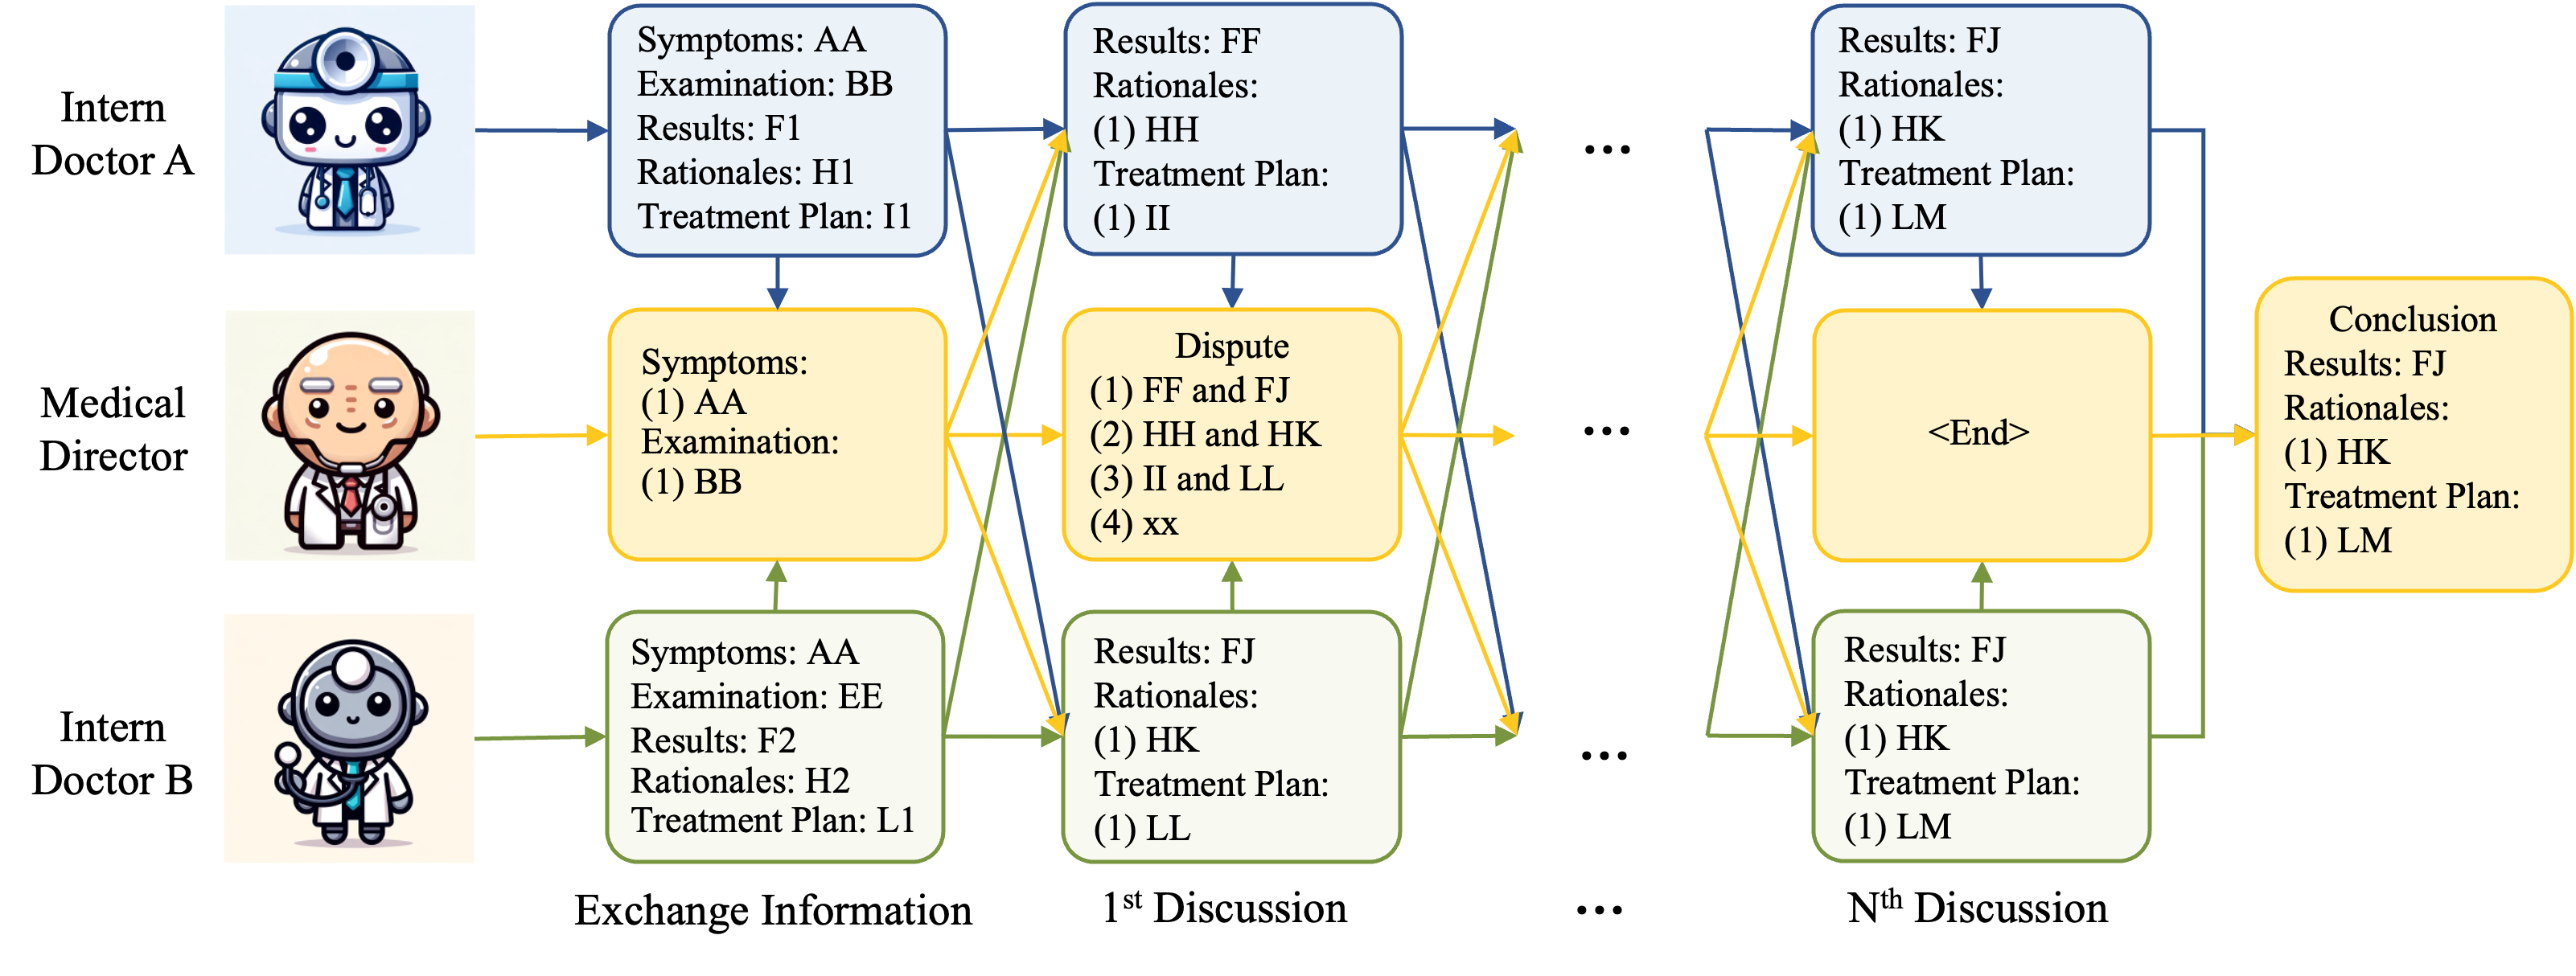 Intern
Doctor A
Symptoms: AA
Examination: BB
Results: F1
Rationales: H1
Treatment Plan: I1
Results: FF
Rationales:
(1) HH
Treatment Plan:
(1) II
...
Results: FJ
Rationales:
(1) HK
Treatment Plan:
(1) LM
Medical
Director
Symptoms:
(1) AA
Examination:
(1) BB
Dispute
(1) FF and FJ
(2) HH and HK
(3) II and LL
(4) xx
...
<End>
Conclusion
Results: FJ
Rationales:
(1) HK
Treatment Plan:
(1) LM
Intern
Doctor B
Symptoms: AA
Examination: EE
Results: F2
Rationales: H2
Treatment Plan: L1
Results: FJ
Rationales:
(1) HK
Treatment Plan:
(1) LL
...
Results: FJ
Rationales:
(1) HK
Treatment Plan:
(1) LM
Exchange Information
1st Discussion
...
Nth Discussion